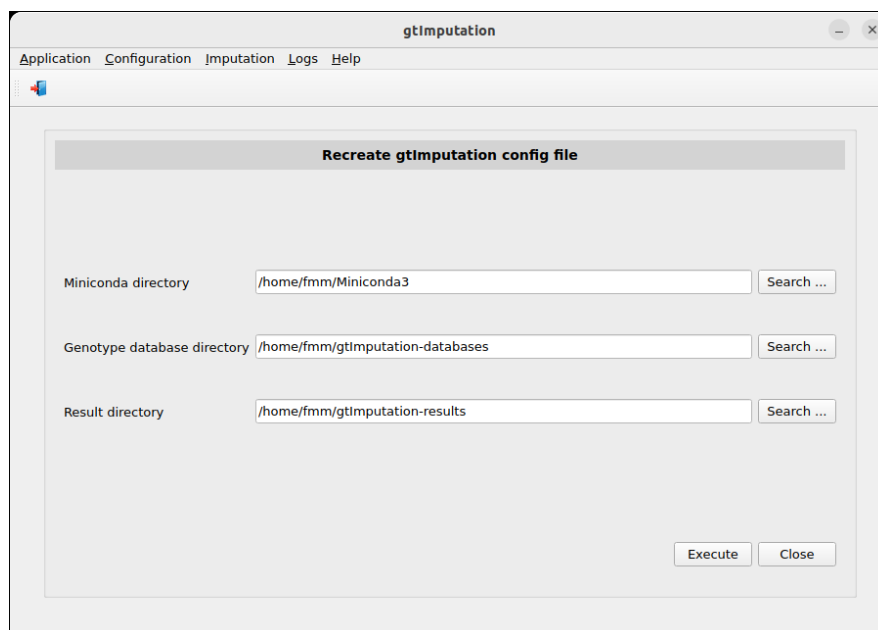 gtImputation
Application Configuration Imputation Logs Help
Recreate gtImputation config file
Miniconda directory /home/fmm/Miniconda3 Search ...
Genotype database directory /home/fmm/gtImputation-databases Search ...
Result directory /home/fmm/gtImputation-results Search ...
Execute Close